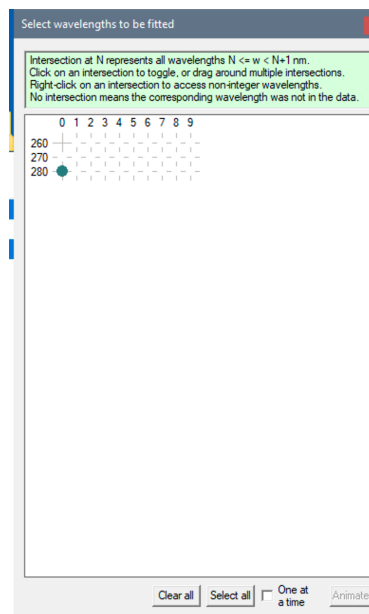 Select wavelengths to be fitted
Intersection at N represents all wavelengths N <= w < N+1 nm.
Click on an intersection to toggle, or drag around multiple intersections.
Right-click on an intersection to access non-integer wavelengths.
No intersection means the corresponding wavelength was not in the data.
0 1 2 3 4 5 6 7 8 9
260
270
280
Clear all Select all One at a time Animate